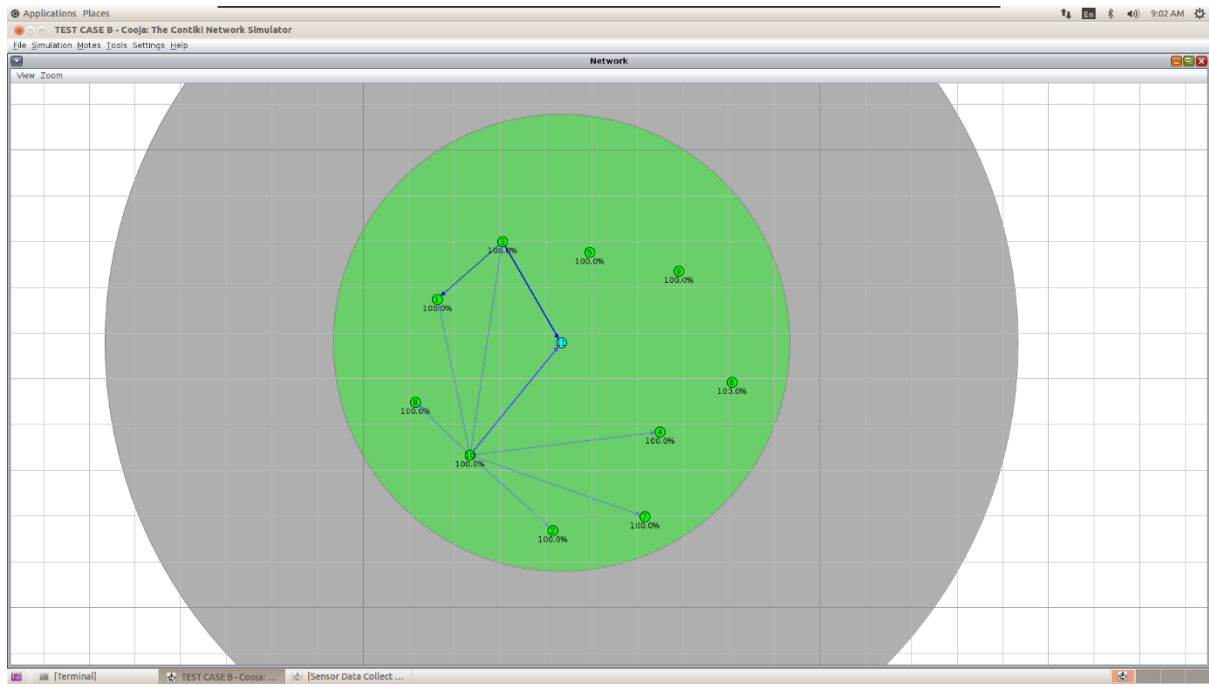 Applications Places
En
9:02 AM
TEST CASE B - Cooja: The Contiki Network Simulator
File Simulation Motes Tools Settings Help
Network
View Zoom
3
100.0%
5
100.0%
9
100.0%
1
100.0%
11
6
100.0%
8
100.0%
4
100.0%
10
100.0%
7
100.0%
2
100.0%
[Terminal]
TEST CASE B - Cooja: ...
[Sensor Data Collect ...